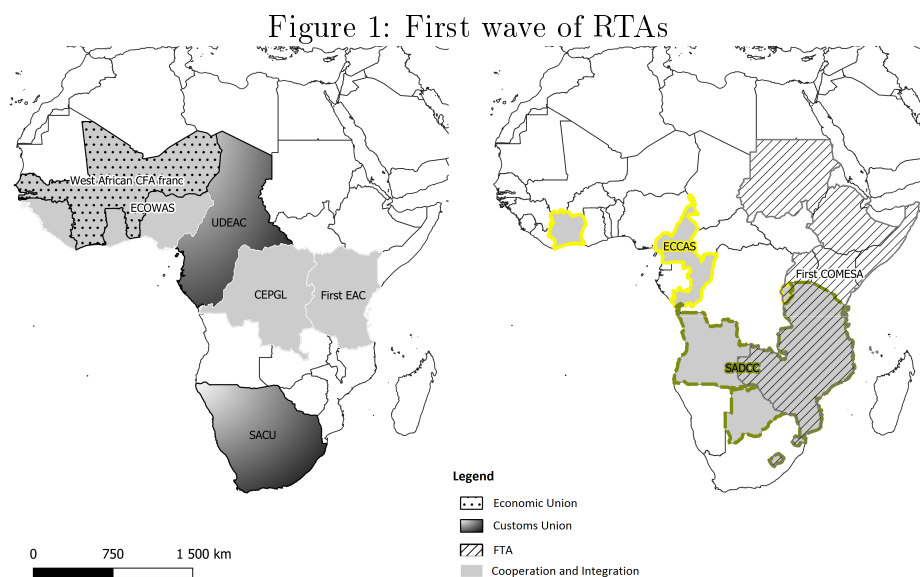 Figure 1: First wave of RTAs
West African CFA franc
ECOWAS
UDEAC
CEPGL
First EAC
SACU
ECCAS
First COMESA
SADCC
Legend
Economic Union
Customs Union
FTA
Cooperation and Integration
0 750 1 500 km